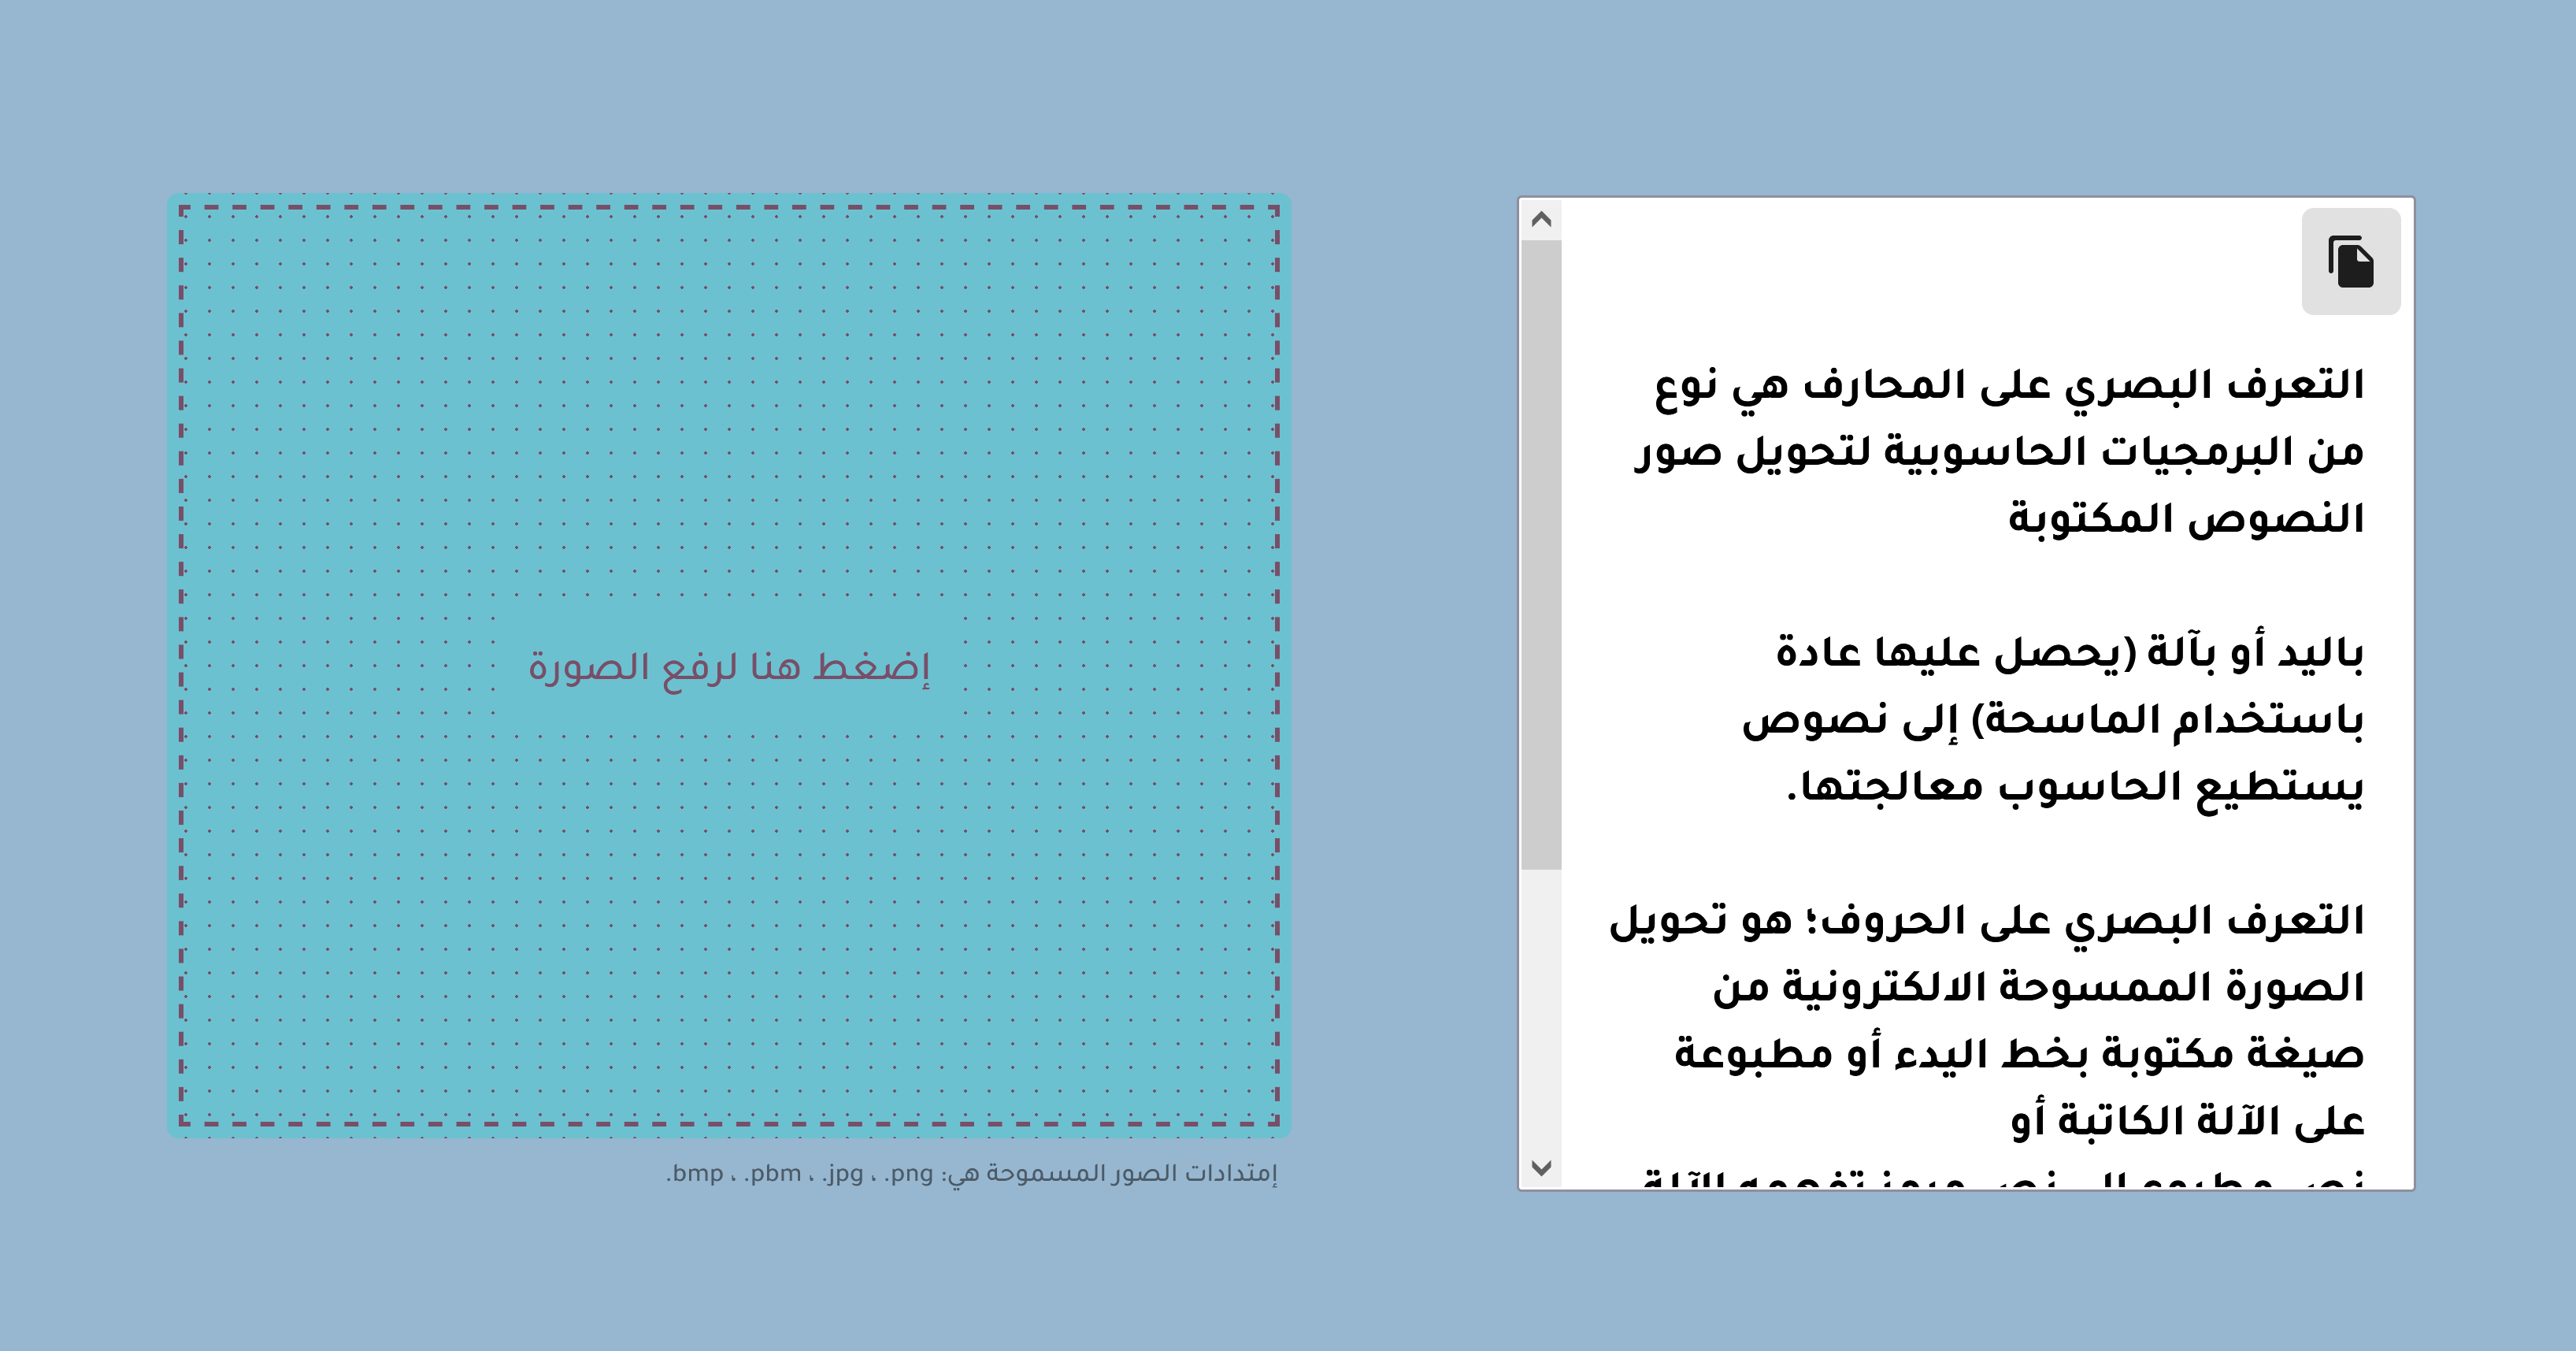 التعرف البصري على المحارف هي نوع
من البرمجيات الحاسوبية لتحويل صور
النصوص المكتوبة
باليد أو بآلة (يحصل عليها عادة
باستخدام الماسحة) إلى نصوص
يستطيع الحاسوب معالجتها.
التعرف البصري على الحروف؛ هو تحويل
الصورة الممسوحة الالكترونية من
صيغة مكتوبة بخط اليدء أو مطبوعة
على الآلة الكاتبة أو
إضغط هنا لرفع الصورة
إمتدادات الصور المسموحة هي: png. ، jpg. ، pbm. ، bmp.